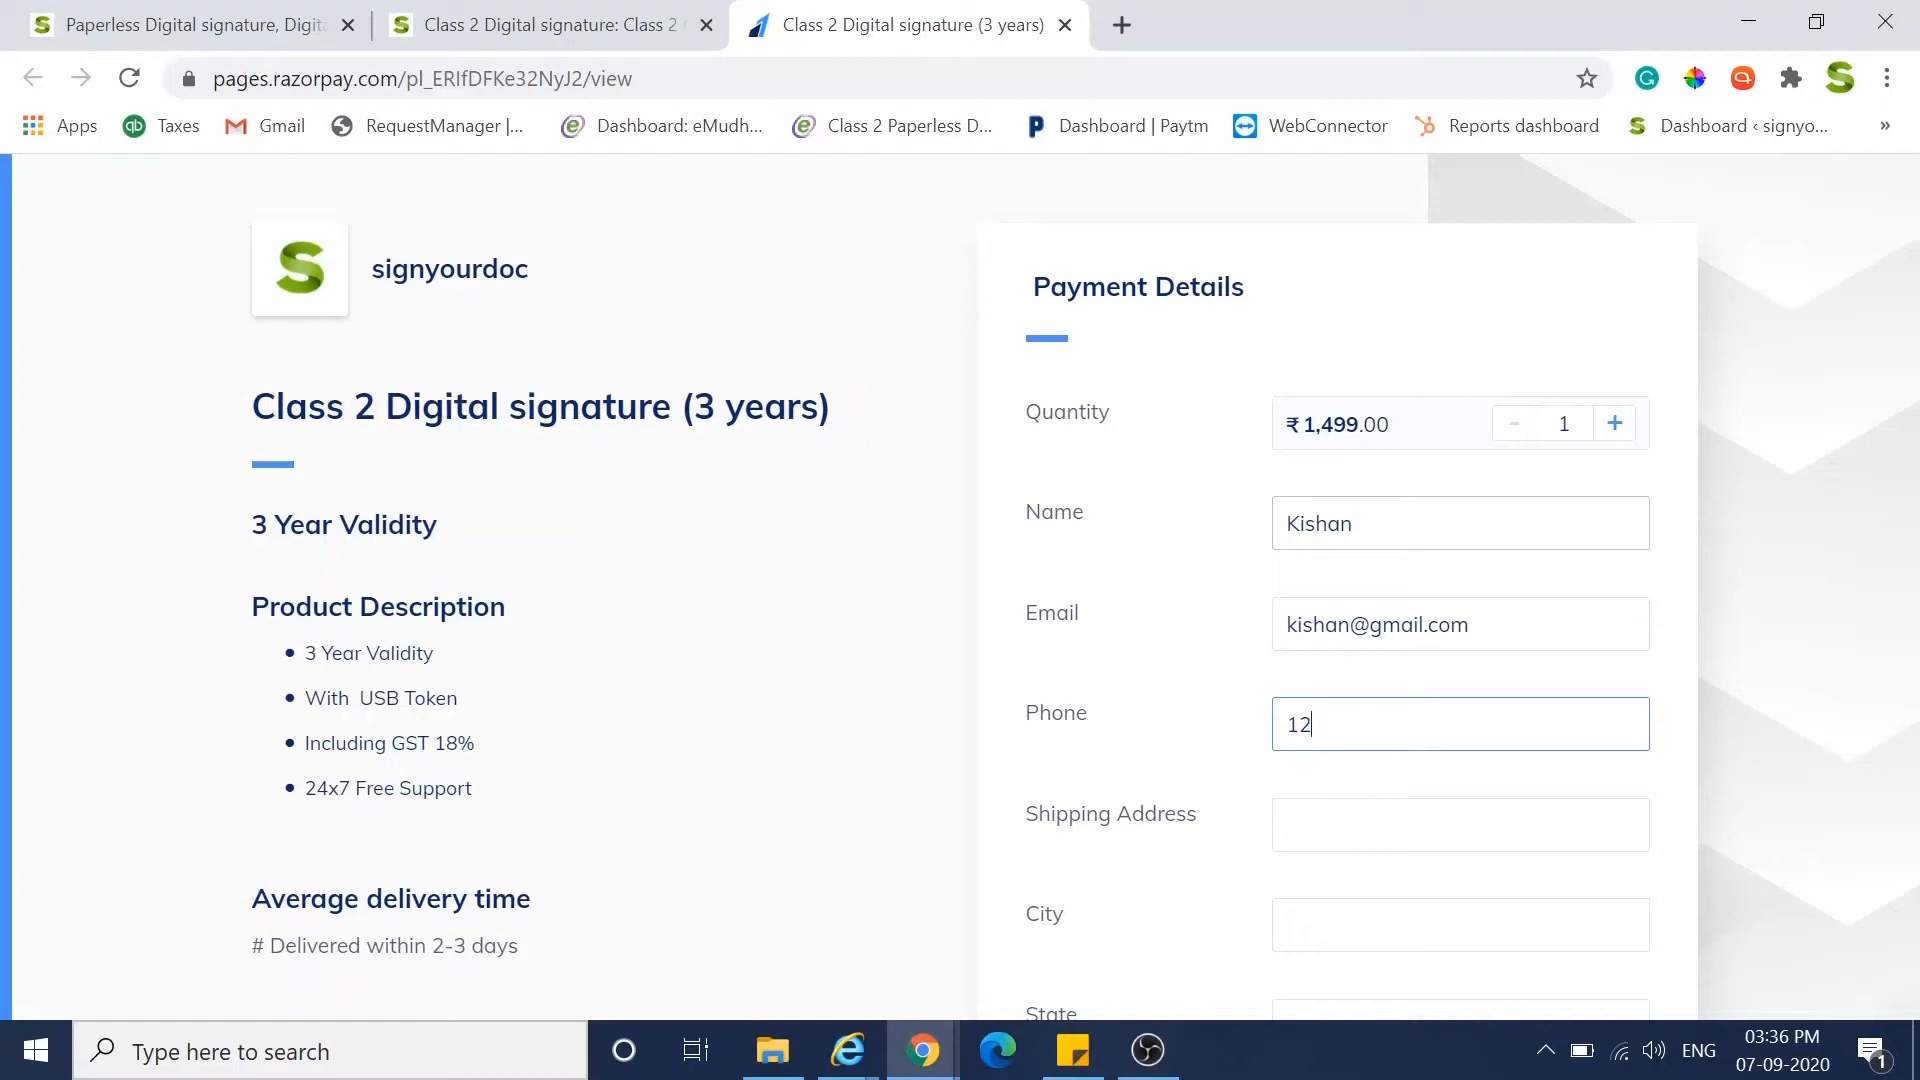 Paperless Digital signature, Digita
Class 2 Digital signature: Class 2
Class 2 Digital signature (3 years)
pages.razorpay.com/pl_ERIfDFKe32NyJ2/view
Apps
Taxes
Gmail
RequestManager |...
Dashboard: eMudh...
Class 2 Paperless D...
Dashboard | Paytm
WebConnector
Reports dashboard
Dashboard ‹ signyo...
»
signyourdoc
Class 2 Digital signature (3 years)
3 Year Validity
Product Description
• 3 Year Validity
• With USB Token
• Including GST 18%
• 24x7 Free Support
Average delivery time
# Delivered within 2-3 days
Payment Details
Quantity
₹ 1,499.00
- 1 +
Name
Kishan
Email
kishan@gmail.com
Phone
12
Shipping Address
City
State
Type here to search
ENG
03:36 PM
07-09-2020
1